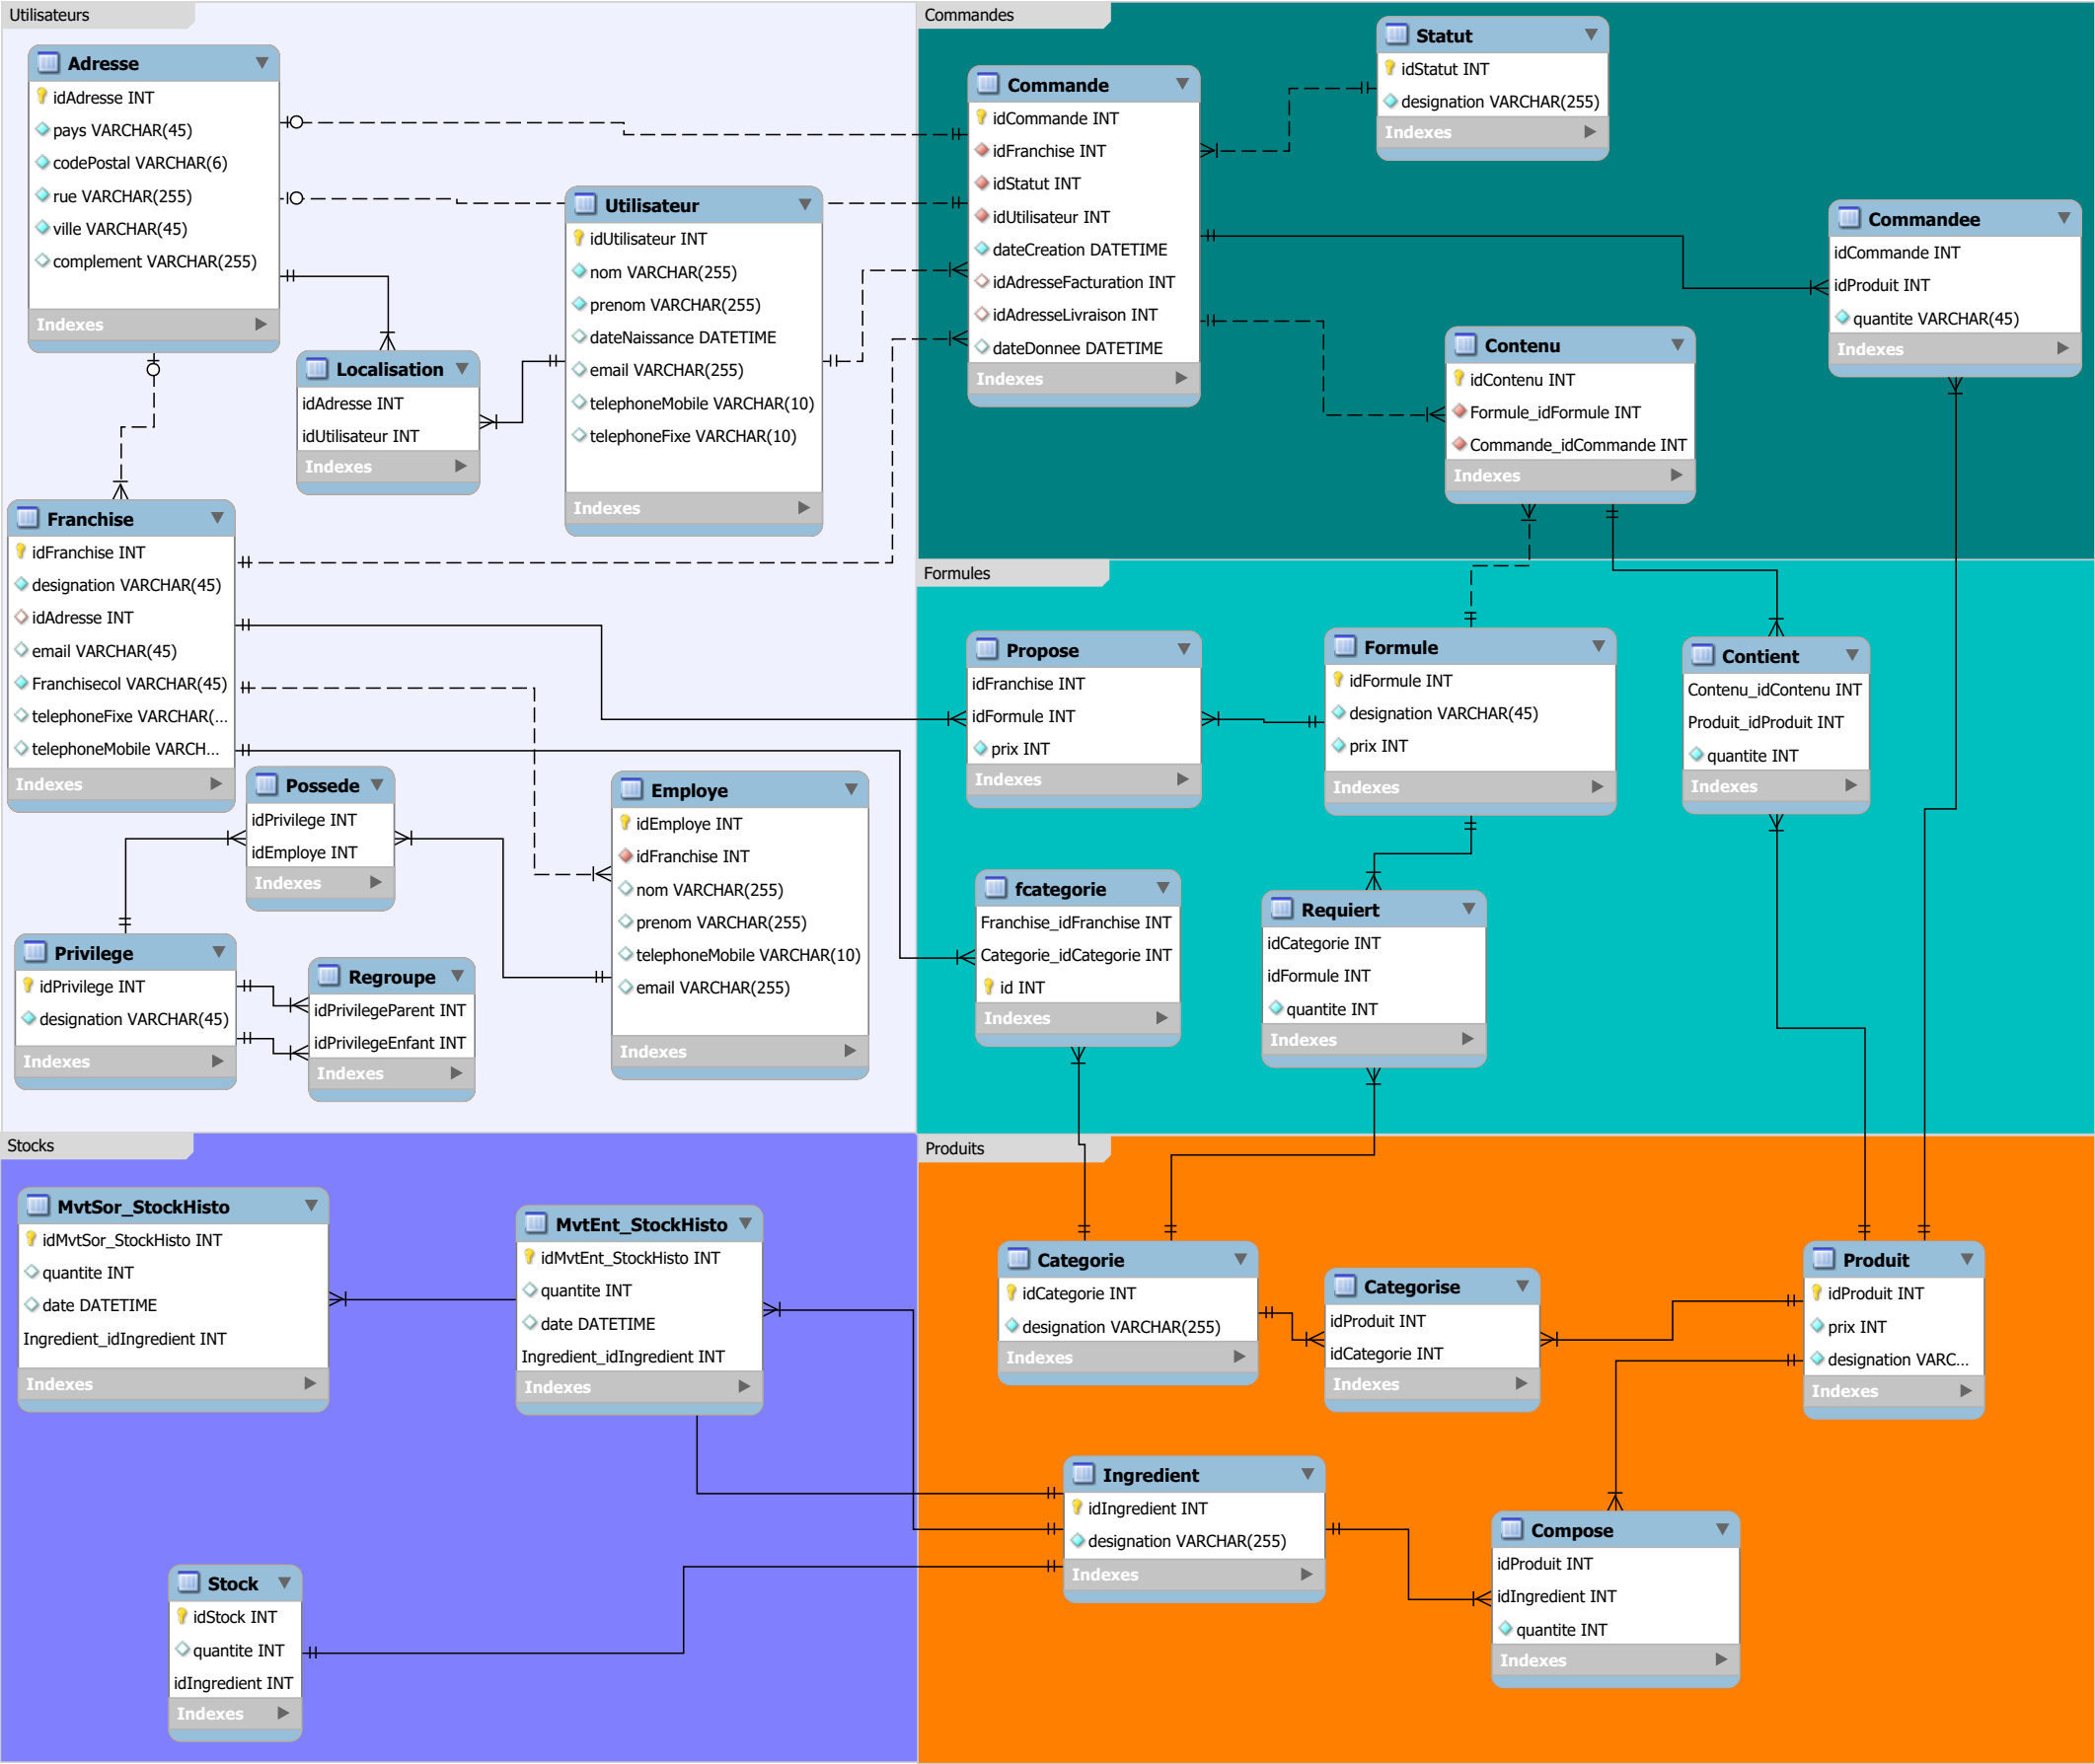 Utilisateurs
Adresse
idAdresse INT
pays VARCHAR(45)
codePostal VARCHAR(6)
rue VARCHAR(255)
ville VARCHAR(45)
complement VARCHAR(255)
Indexes
Localisation
idAdresse INT
idUtilisateur INT
Indexes
Utilisateur
idUtilisateur INT
nom VARCHAR(255)
prenom VARCHAR(255)
dateNaissance DATETIME
email VARCHAR(255)
telephoneMobile VARCHAR(10)
telephoneFixe VARCHAR(10)
Indexes
Franchise
idFranchise INT
designation VARCHAR(45)
idAdresse INT
email VARCHAR(45)
Franchisecol VARCHAR(45)
telephoneFixe VARCHAR(...
telephoneMobile VARCH...
Indexes
Possede
idPrivilege INT
idEmploye INT
Indexes
Employe
idEmploye INT
idFranchise INT
nom VARCHAR(255)
prenom VARCHAR(255)
telephoneMobile VARCHAR(10)
email VARCHAR(255)
Indexes
Privilege
idPrivilege INT
designation VARCHAR(45)
Indexes
Regroupe
idPrivilegeParent INT
idPrivilegeEnfant INT
Indexes
Commandes
Commande
idCommande INT
idFranchise INT
idStatut INT
idUtilisateur INT
dateCreation DATETIME
idAdresseFacturation INT
idAdresseLivraison INT
dateDonnee DATETIME
Indexes
Statut
idStatut INT
designation VARCHAR(255)
Indexes
Commandee
idCommande INT
idProduit INT
quantite VARCHAR(45)
Indexes
Contenu
idContenu INT
Formule_idFormule INT
Commande_idCommande INT
Indexes
Formules
Propose
idFranchise INT
idFormule INT
prix INT
Indexes
Formule
idFormule INT
designation VARCHAR(45)
prix INT
Indexes
Contient
Contenu_idContenu INT
Produit_idProduit INT
quantite INT
Indexes
fcategorie
Franchise_idFranchise INT
Categorie_idCategorie INT
id INT
Indexes
Requiert
idCategorie INT
idFormule INT
quantite INT
Indexes
Stocks
MvtSor_StockHisto
idMvtSor_StockHisto INT
quantite INT
date DATETIME
Ingredient_idIngredient INT
Indexes
MvtEnt_StockHisto
idMvtEnt_StockHisto INT
quantite INT
date DATETIME
Ingredient_idIngredient INT
Indexes
Stock
idStock INT
quantite INT
idIngredient INT
Indexes
Produits
Categorie
idCategorie INT
designation VARCHAR(255)
Indexes
Categorise
idProduit INT
idCategorie INT
Indexes
Produit
idProduit INT
prix INT
designation VARC...
Indexes
Ingredient
idIngredient INT
designation VARCHAR(255)
Indexes
Compose
idProduit INT
idIngredient INT
quantite INT
Indexes